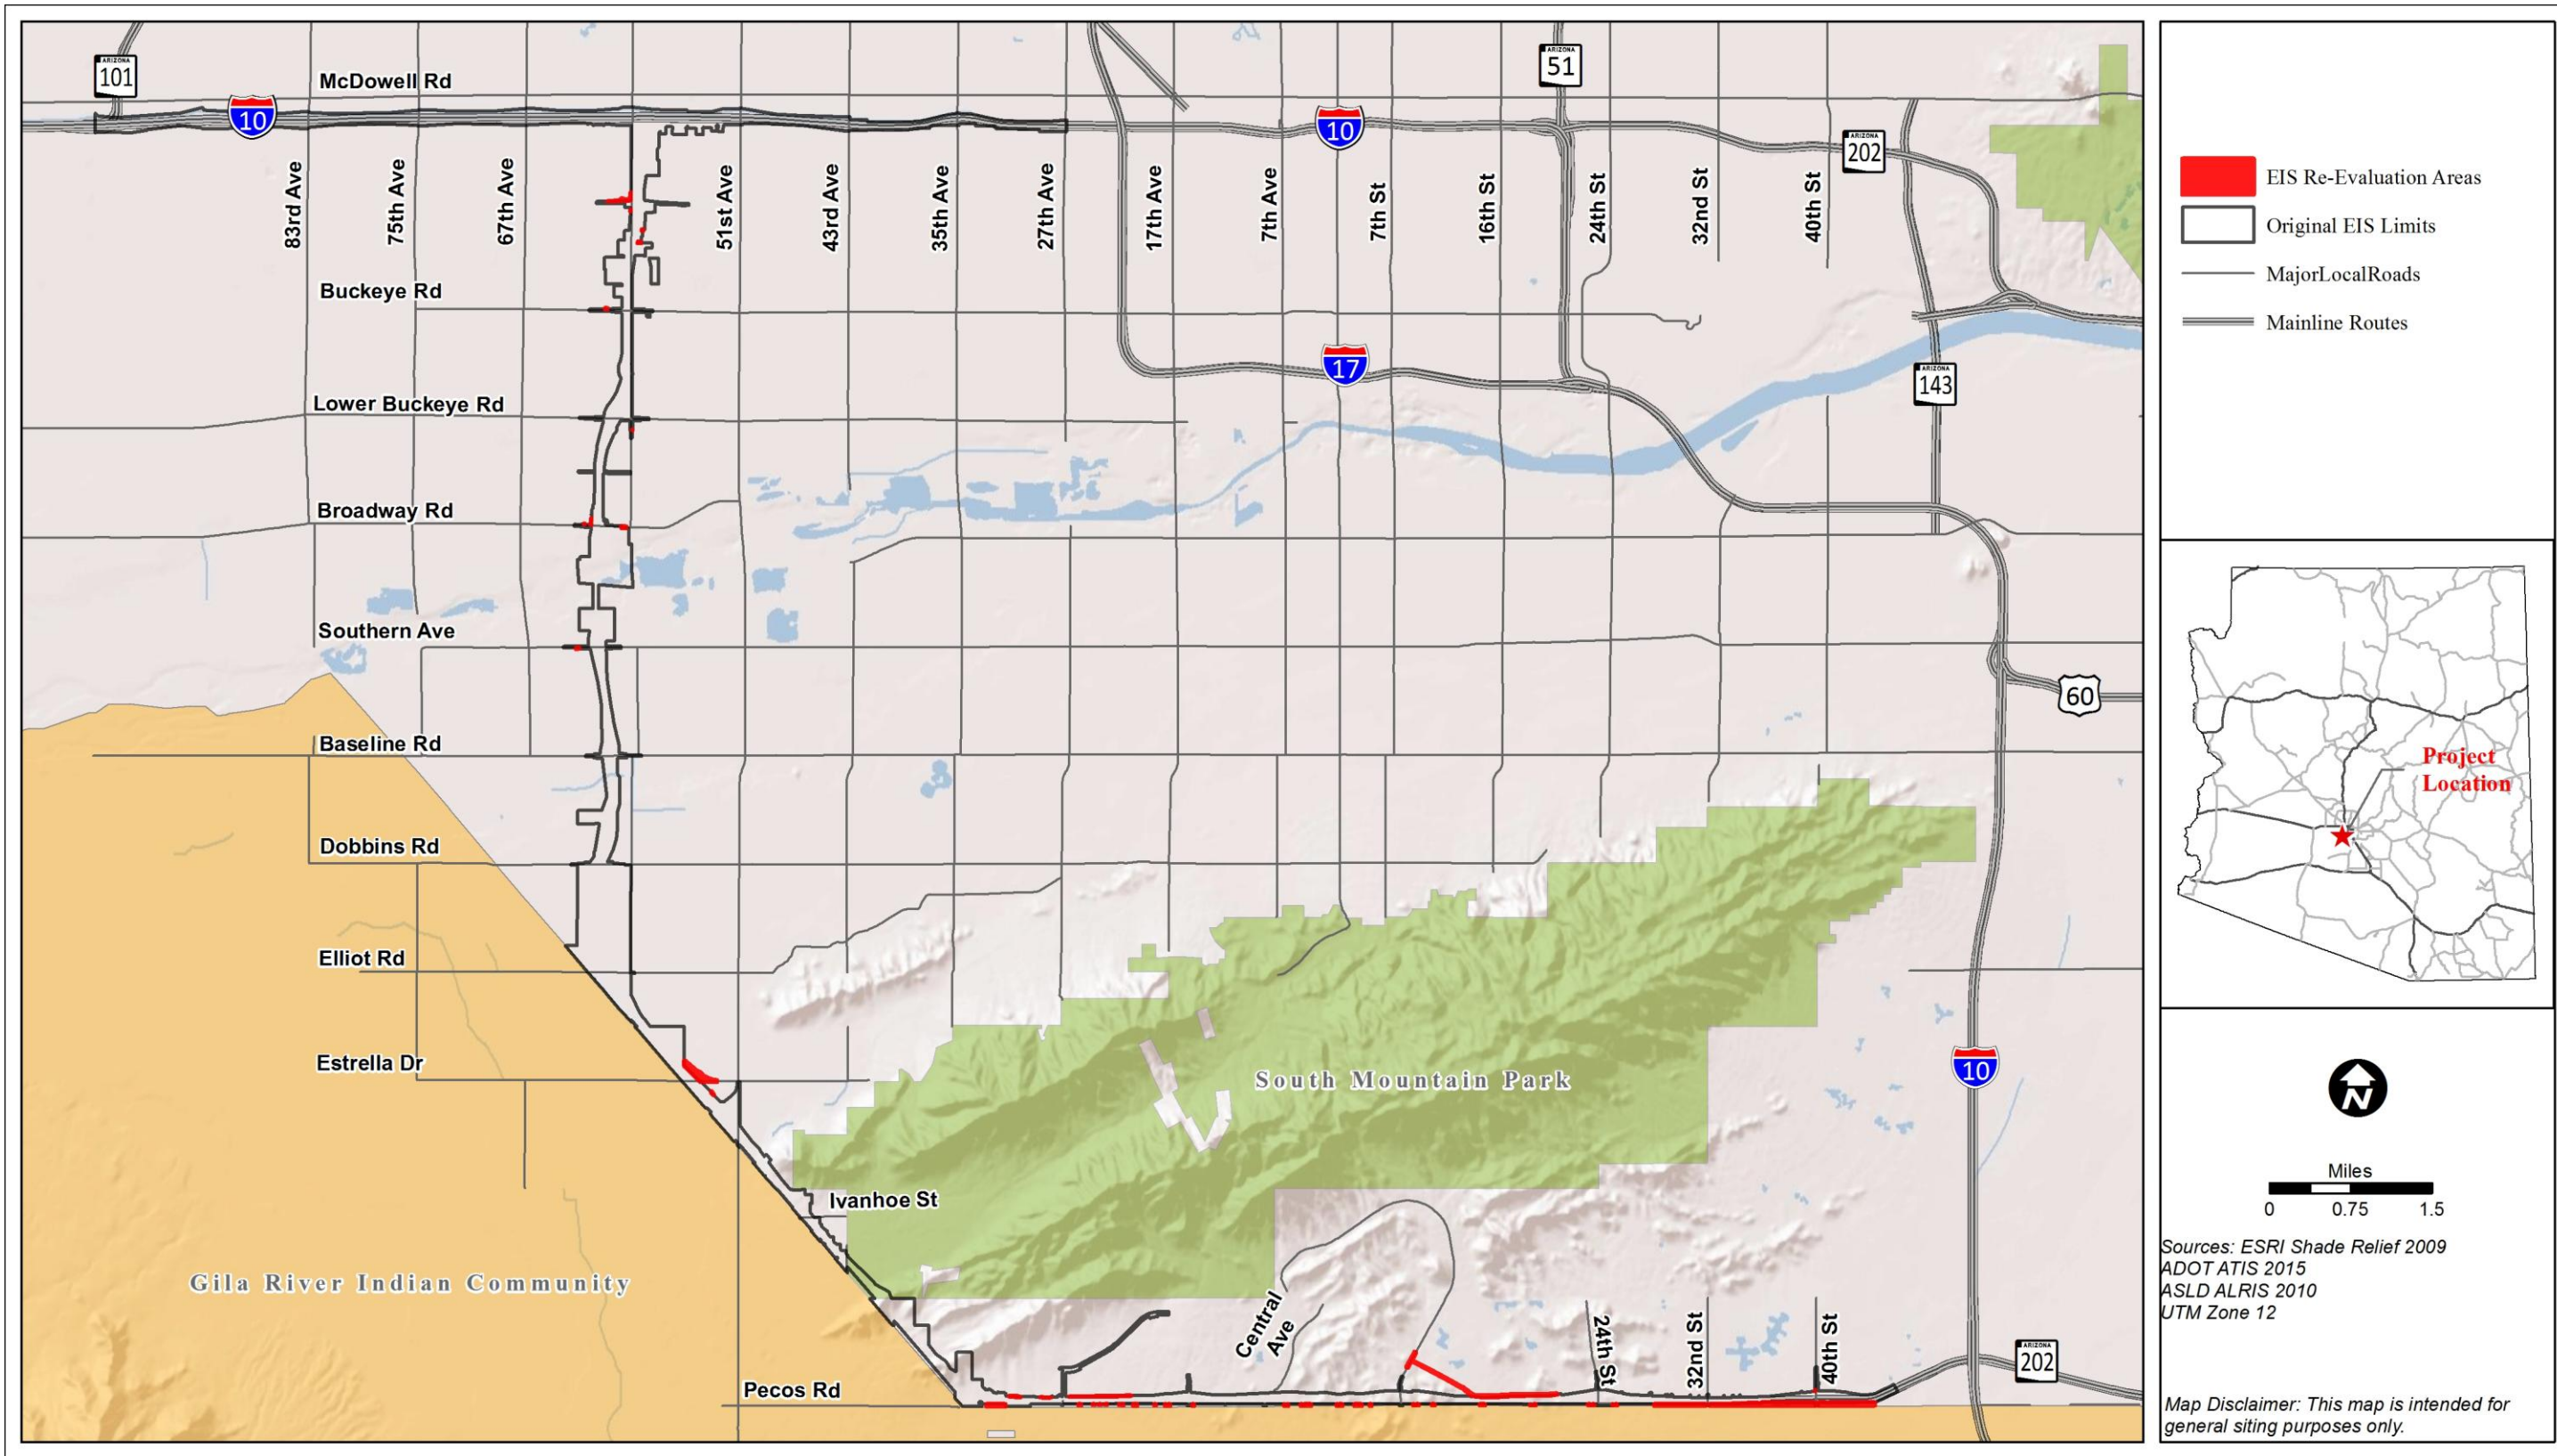 ARIZONA
101
McDowell Rd
10
10
ARIZONA
51
ARIZONA
202
83rd Ave
75th Ave
67th Ave
51st Ave
43rd Ave
35th Ave
27th Ave
17th Ave
7th Ave
7th St
16th St
24th St
32nd St
40th St
Buckeye Rd
17
ARIZONA
143
Lower Buckeye Rd
Broadway Rd
Southern Ave
60
Baseline Rd
Dobbins Rd
Elliot Rd
Estrella Dr
South Mountain Park
10
Ivanhoe St
Gila River Indian Community
Central
Ave
24th St
32nd St
40th St
ARIZONA
202
Pecos Rd
EIS Re-Evaluation Areas
Original EIS Limits
MajorLocalRoads
Mainline Routes
Project
Location
N
Miles
0 0.75 1.5
Sources: ESRI Shade Relief 2009
ADOT ATIS 2015
ASLD ALRIS 2010
UTM Zone 12
Map Disclaimer: This map is intended for
general siting purposes only.